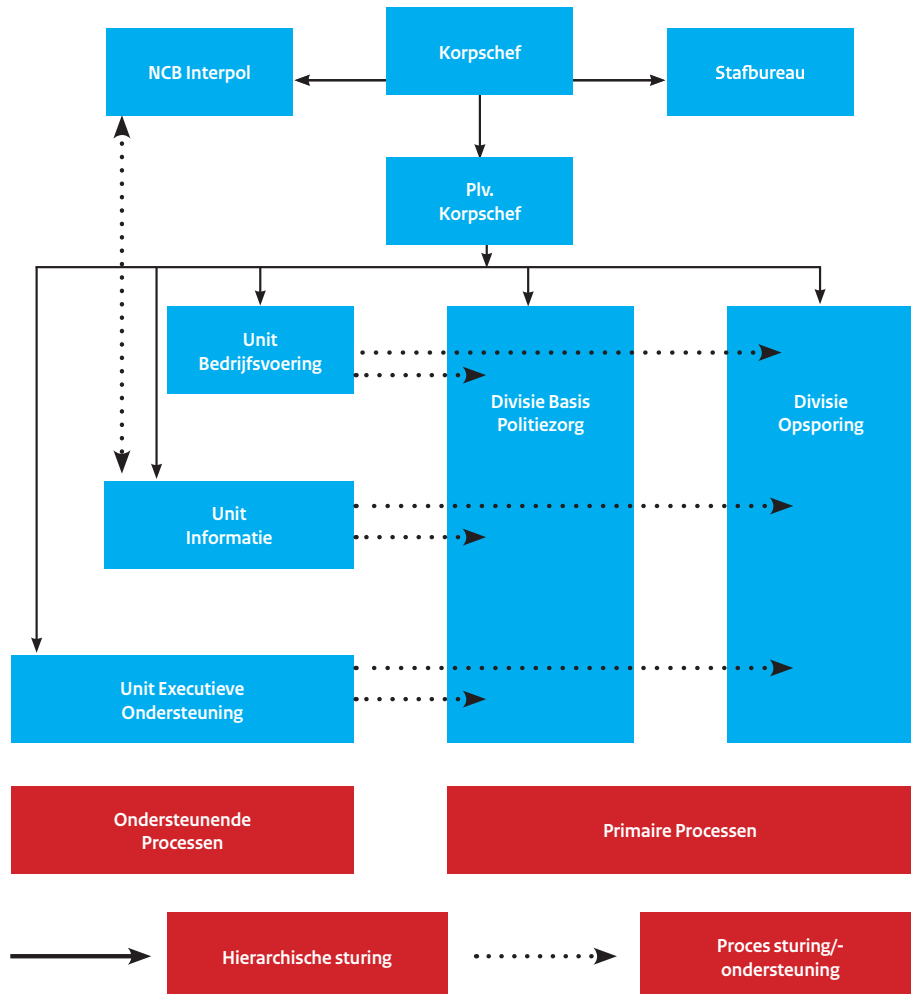 NCB Interpol
Korpschef
Stafbureau
Plv.
Korpschef
Unit
Bedrijfsvoering
Divisie Basis
Politiezorg
Divisie
Opsporing
Unit
Informatie
Unit Executieve
Ondersteuning
Ondersteunende
Processen
Primaire Processen
Hierarchische sturing
Proces sturing/-
ondersteuning